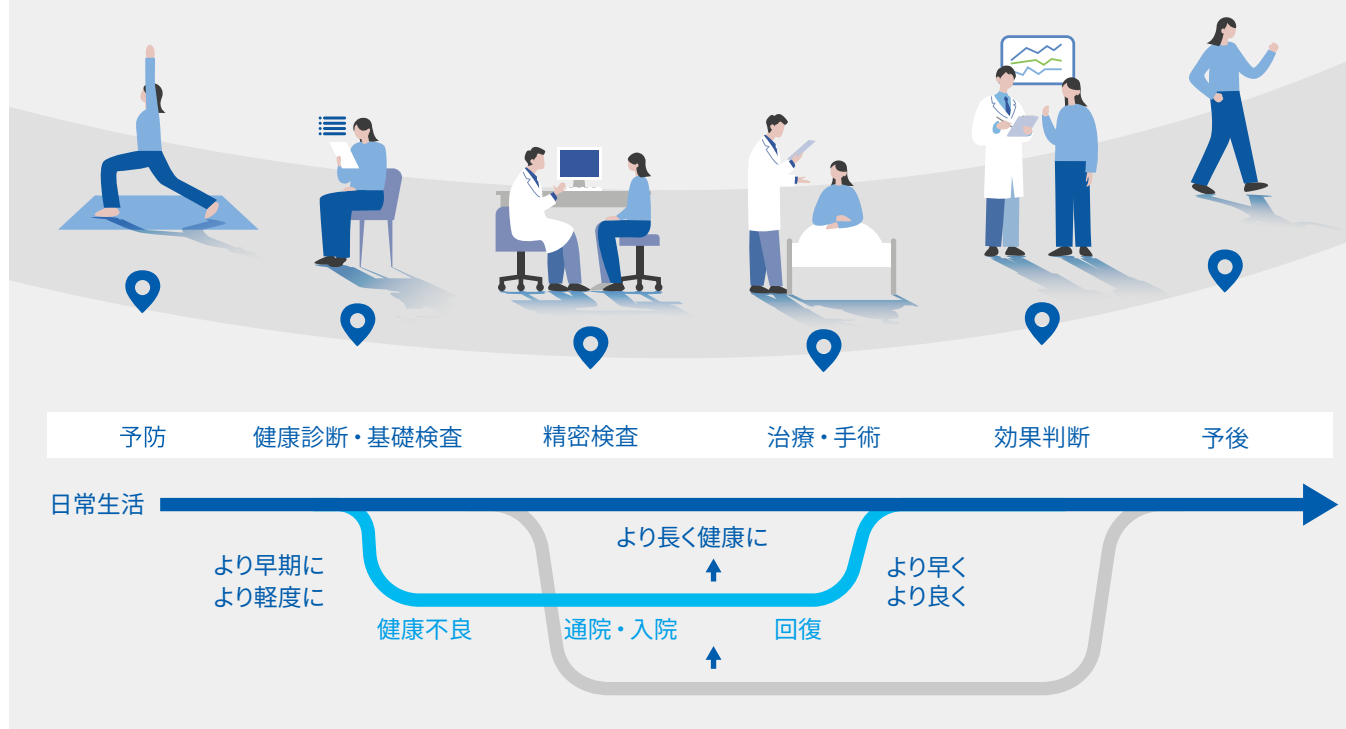 予防
健康診断・基礎検査
精密検査
治療・手術
効果判断
予後
日常生活
より長く健康に
より早期に
より軽度に
より早く
より良く
健康不良
通院・入院
回復